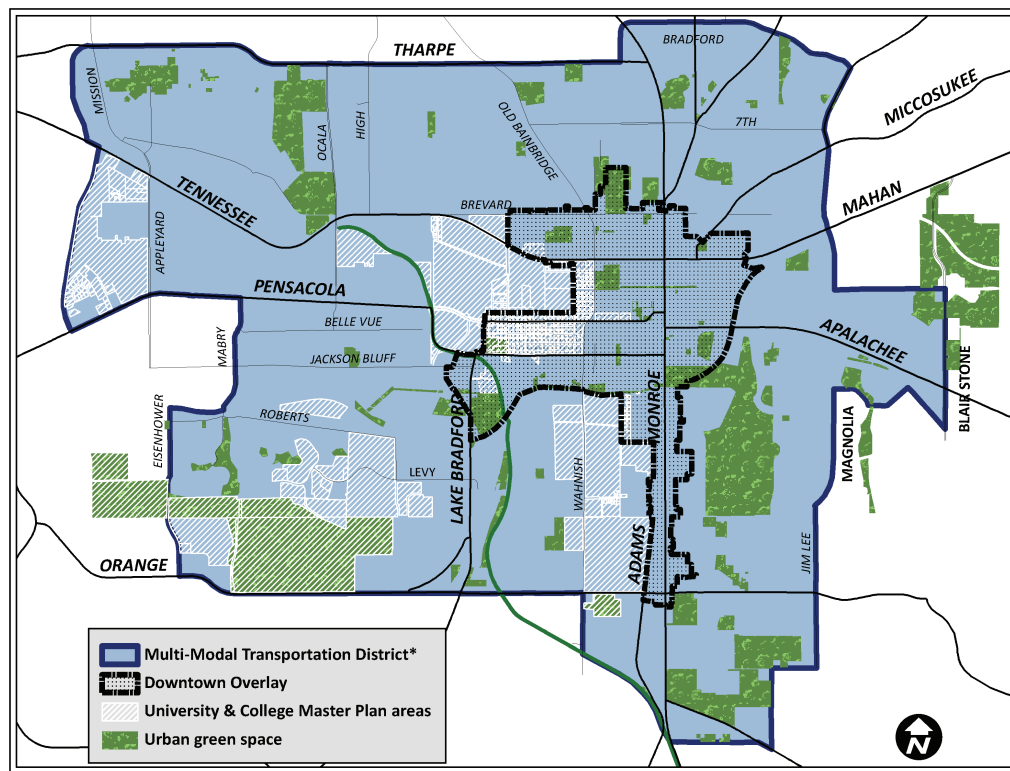 BRADFORD
THARPE
MISSION
MICCOSUKEE
OLD BAINBRIDGE
HIGH
7TH
OCALA
TENNESSEE
BREVARD
MAHAN
APPLEYARD
PENSACOLA
BELLE VUE
APALACHEE
MABRY
JACKSON BLUFF
BLAIR STONE
MONROE
LAKE BRADFORD
ROBERTS
EISENHOWER
MAGNOLIA
LEVY
WAHNISH
ADAMS
JIM LEE
ORANGE
Multi-Modal Transportation District*
Downtown Overlay
University & College Master Plan areas
Urban green space
N